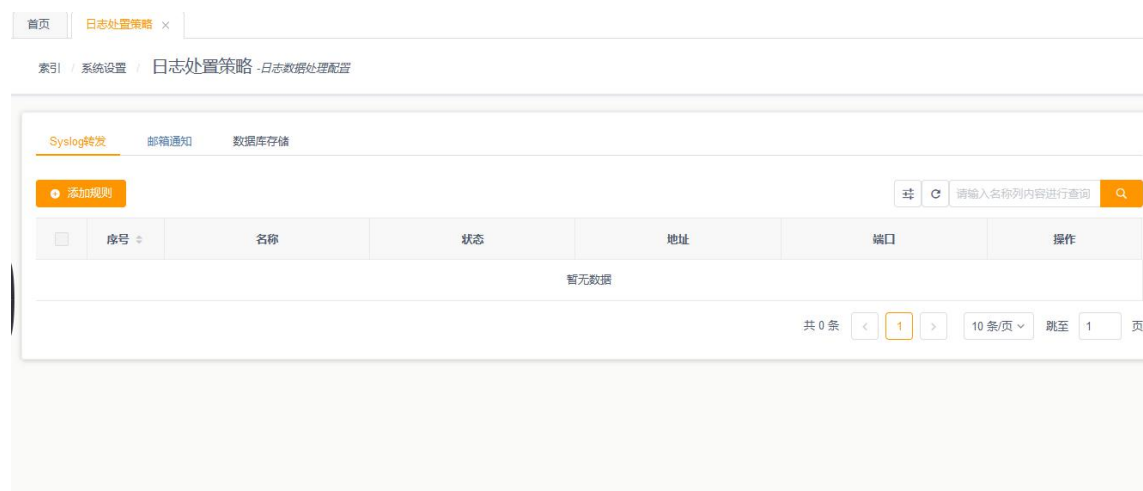 首页 日志处置策略 ×
索引 / 系统设置 / 日志处置策略 -日志数据处理配置
Syslog转发 邮箱通知 数据库存储
添加规则 请输入名称列内容进行查询
序号 名称 状态 地址 端口 操作
暂无数据
共 0 条 < 1 > 10 条/页 跳至 1 页